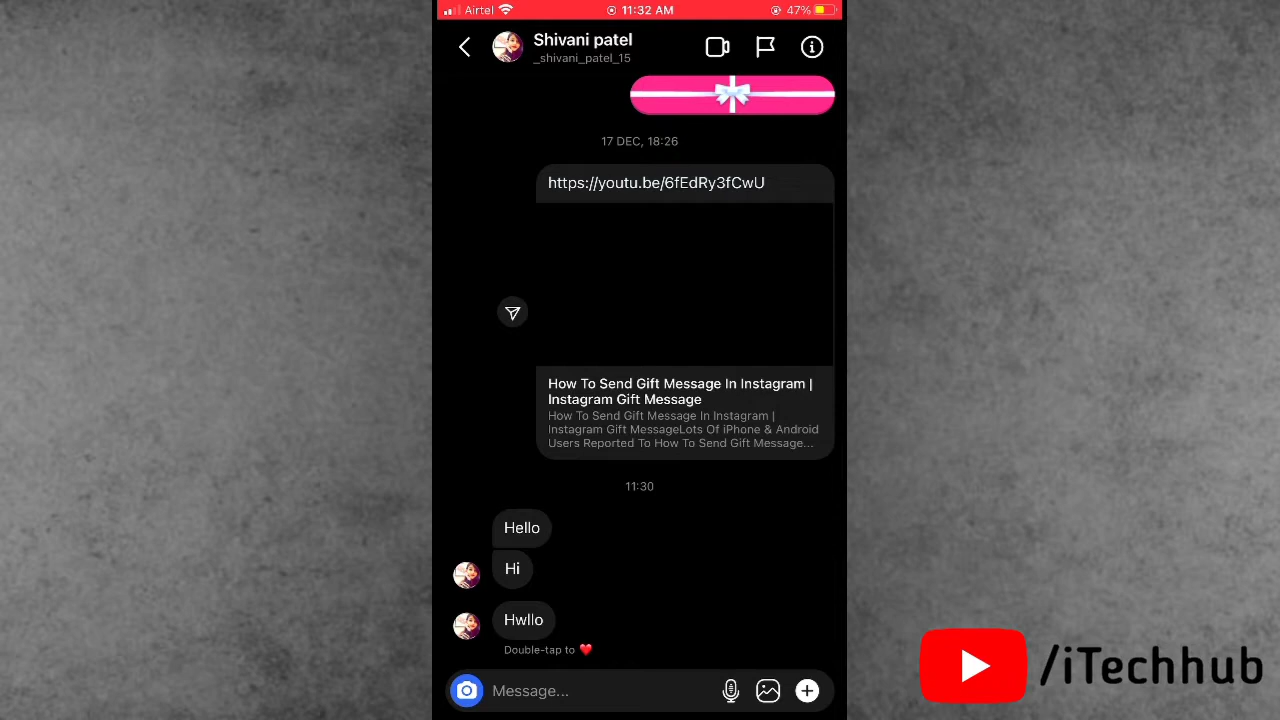 Airtel 11:32 AM 47%
Shivani patel
_shivani_patel_15
17 DEC, 18:26
https://youtu.be/6fEdRy3fCwU
How To Send Gift Message In Instagram |
Instagram Gift Message
How To Send Gift Message In Instagram |
Instagram Gift MessageLots Of iPhone & Android
Users Reported To How To Send Gift Message...
11:30
Hello
Hi
Hwllo
Double-tap to ❤️
Message...
/iTechhub